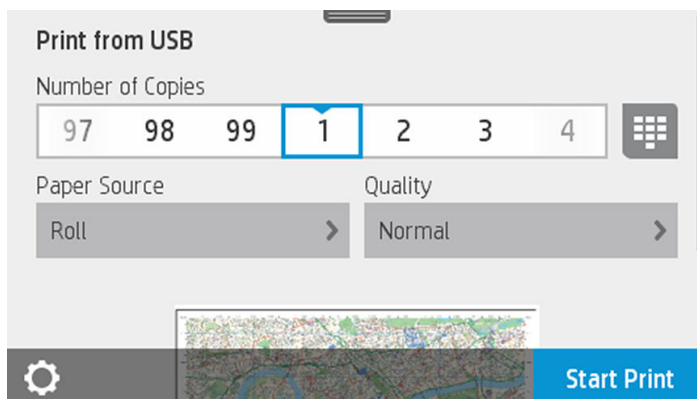 Print from USB
Number of Copies
97 98 99 1 2 3 4
Paper Source Quality
Roll Normal
Start Print